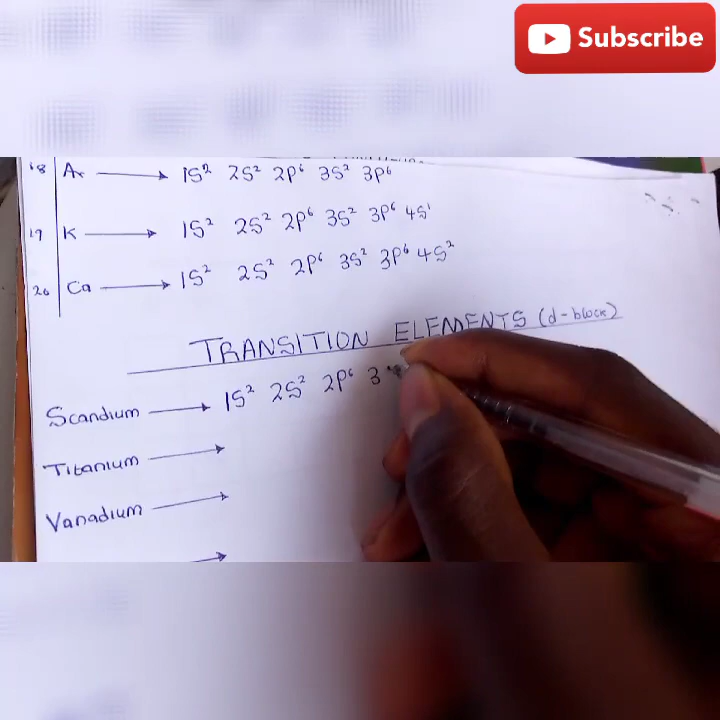 Subscribe
18 Ar → 1S² 2S² 2P⁶ 3S² 3P⁶
19 K → 1S² 2S² 2P⁶ 3S² 3P⁶ 4S¹
20 Ca → 1S² 2S² 2P⁶ 3S² 3P⁶ 4S²
TRANSITION ELEMENTS (d-block)
Scandium → 1S² 2S² 2P⁶ 3
Titanium →
Vanadium →
→